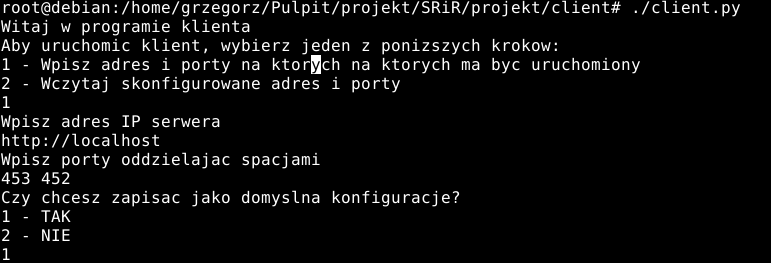 root@debian:/home/grzegorz/Pulpit/projekt/SRiR/projekt/client# ./client.py
Witaj w programie klienta
Aby uruchomic klient, wybierz jeden z ponizszych krokow:
1 - Wpisz adres i porty na ktorych na ktorych ma byc uruchomiony
2 - Wczytaj skonfigurowane adres i porty
1
Wpisz adres IP serwera
http://localhost
Wpisz porty oddzielajac spacjami
453 452
Czy chcesz zapisac jako domyslna konfiguracje?
1 - TAK
2 - NIE
1